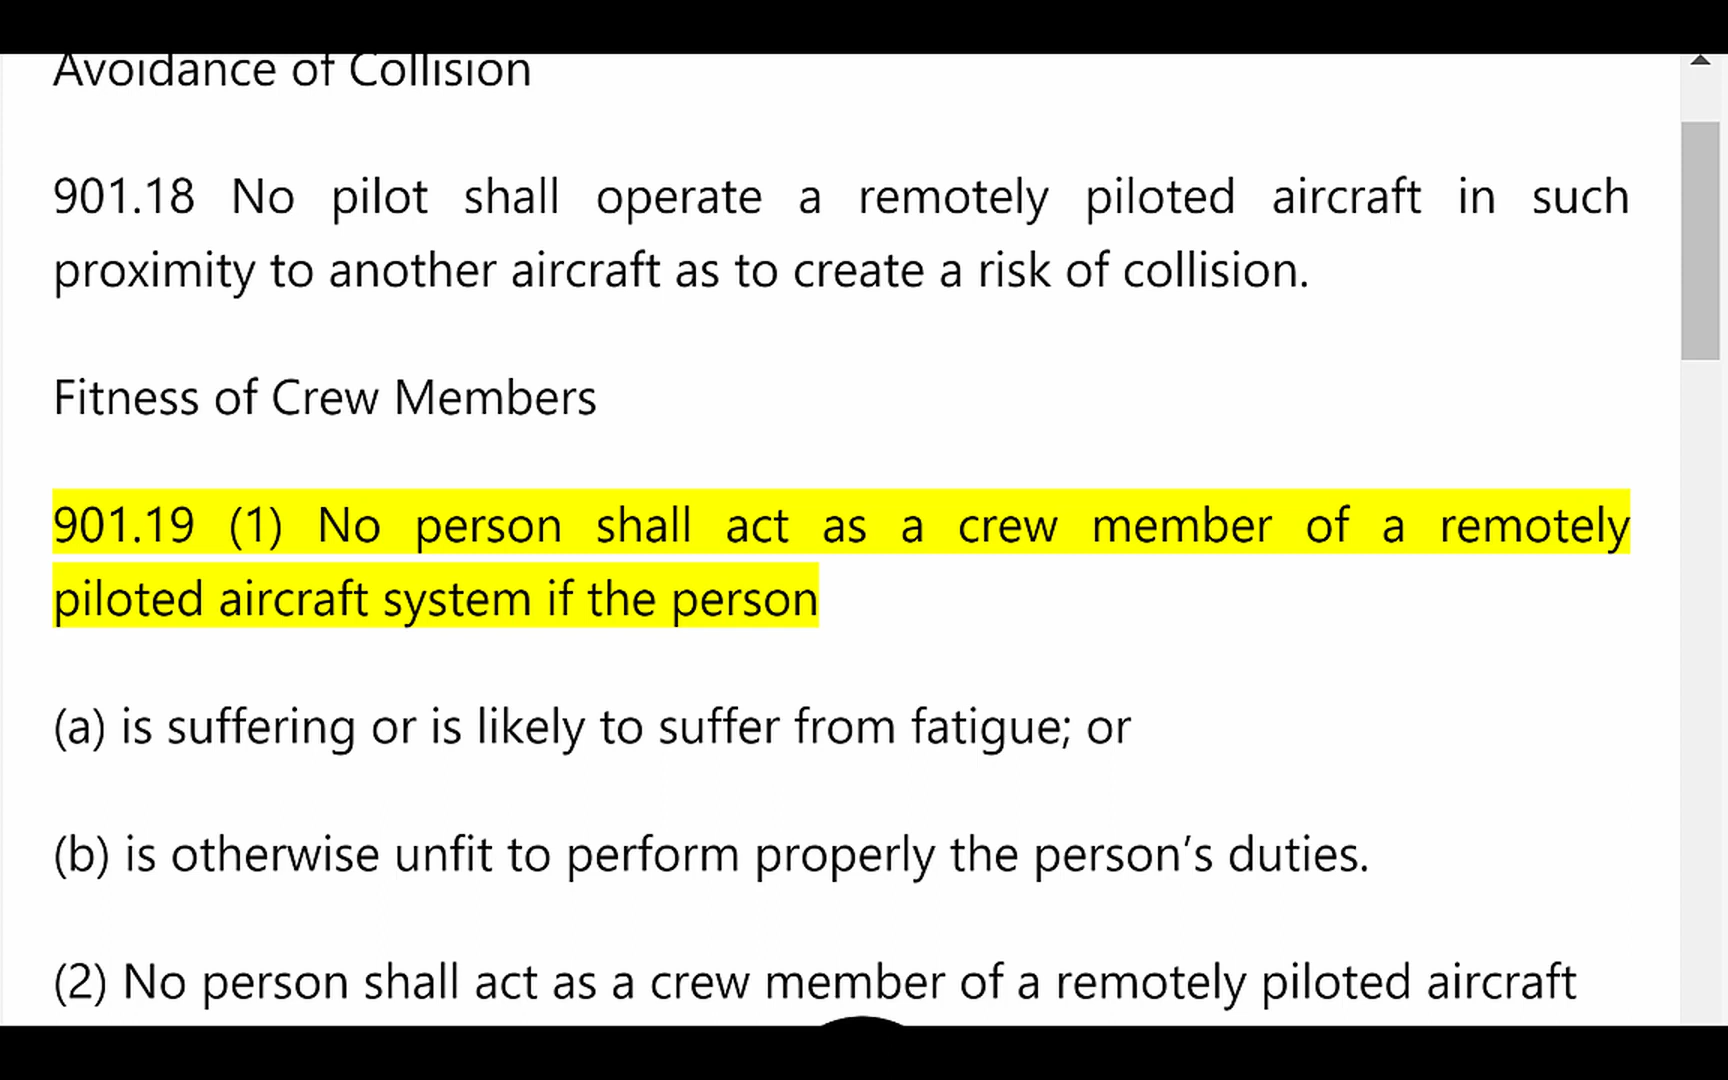 Avoidance of Collision
901.18 No pilot shall operate a remotely piloted aircraft in such
proximity to another aircraft as to create a risk of collision.
Fitness of Crew Members
901.19 (1) No person shall act as a crew member of a remotely
piloted aircraft system if the person
(a) is suffering or is likely to suffer from fatigue; or
(b) is otherwise unfit to perform properly the person’s duties.
(2) No person shall act as a crew member of a remotely piloted aircraft